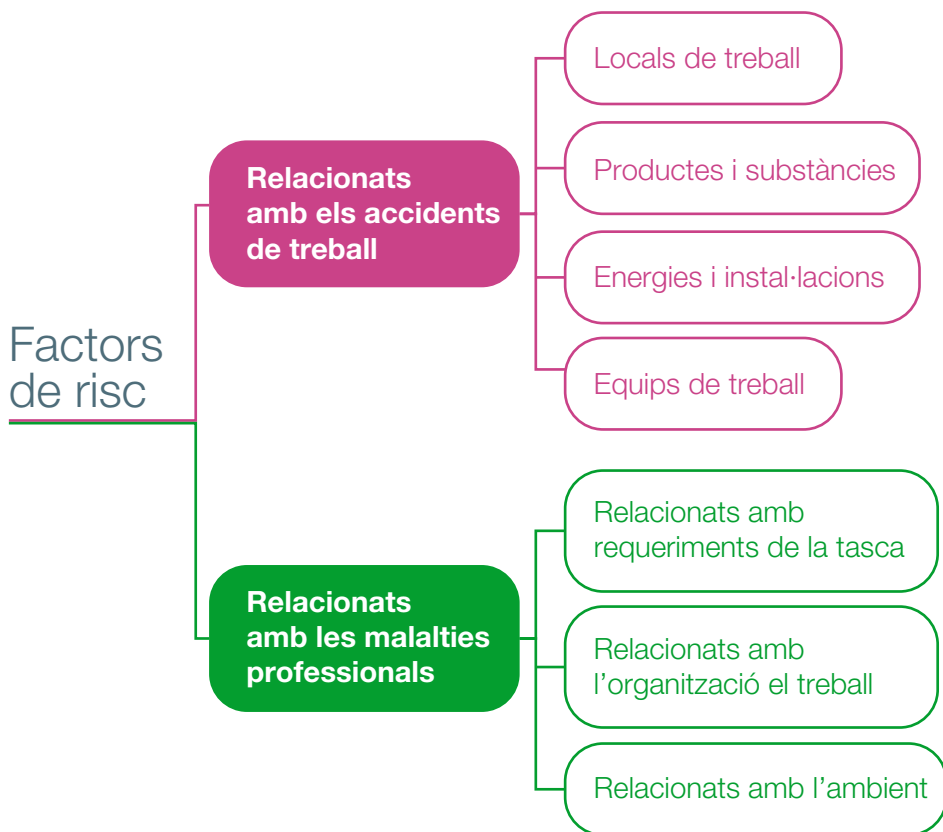 Factors
de risc
Relacionats
amb els accidents
de treball
Locals de treball
Productes i substàncies
Energies i instal·lacions
Equips de treball
Relacionats
amb les malalties
professionals
Relacionats amb
requeriments de la tasca
Relacionats amb
l’organització el treball
Relacionats amb l’ambient